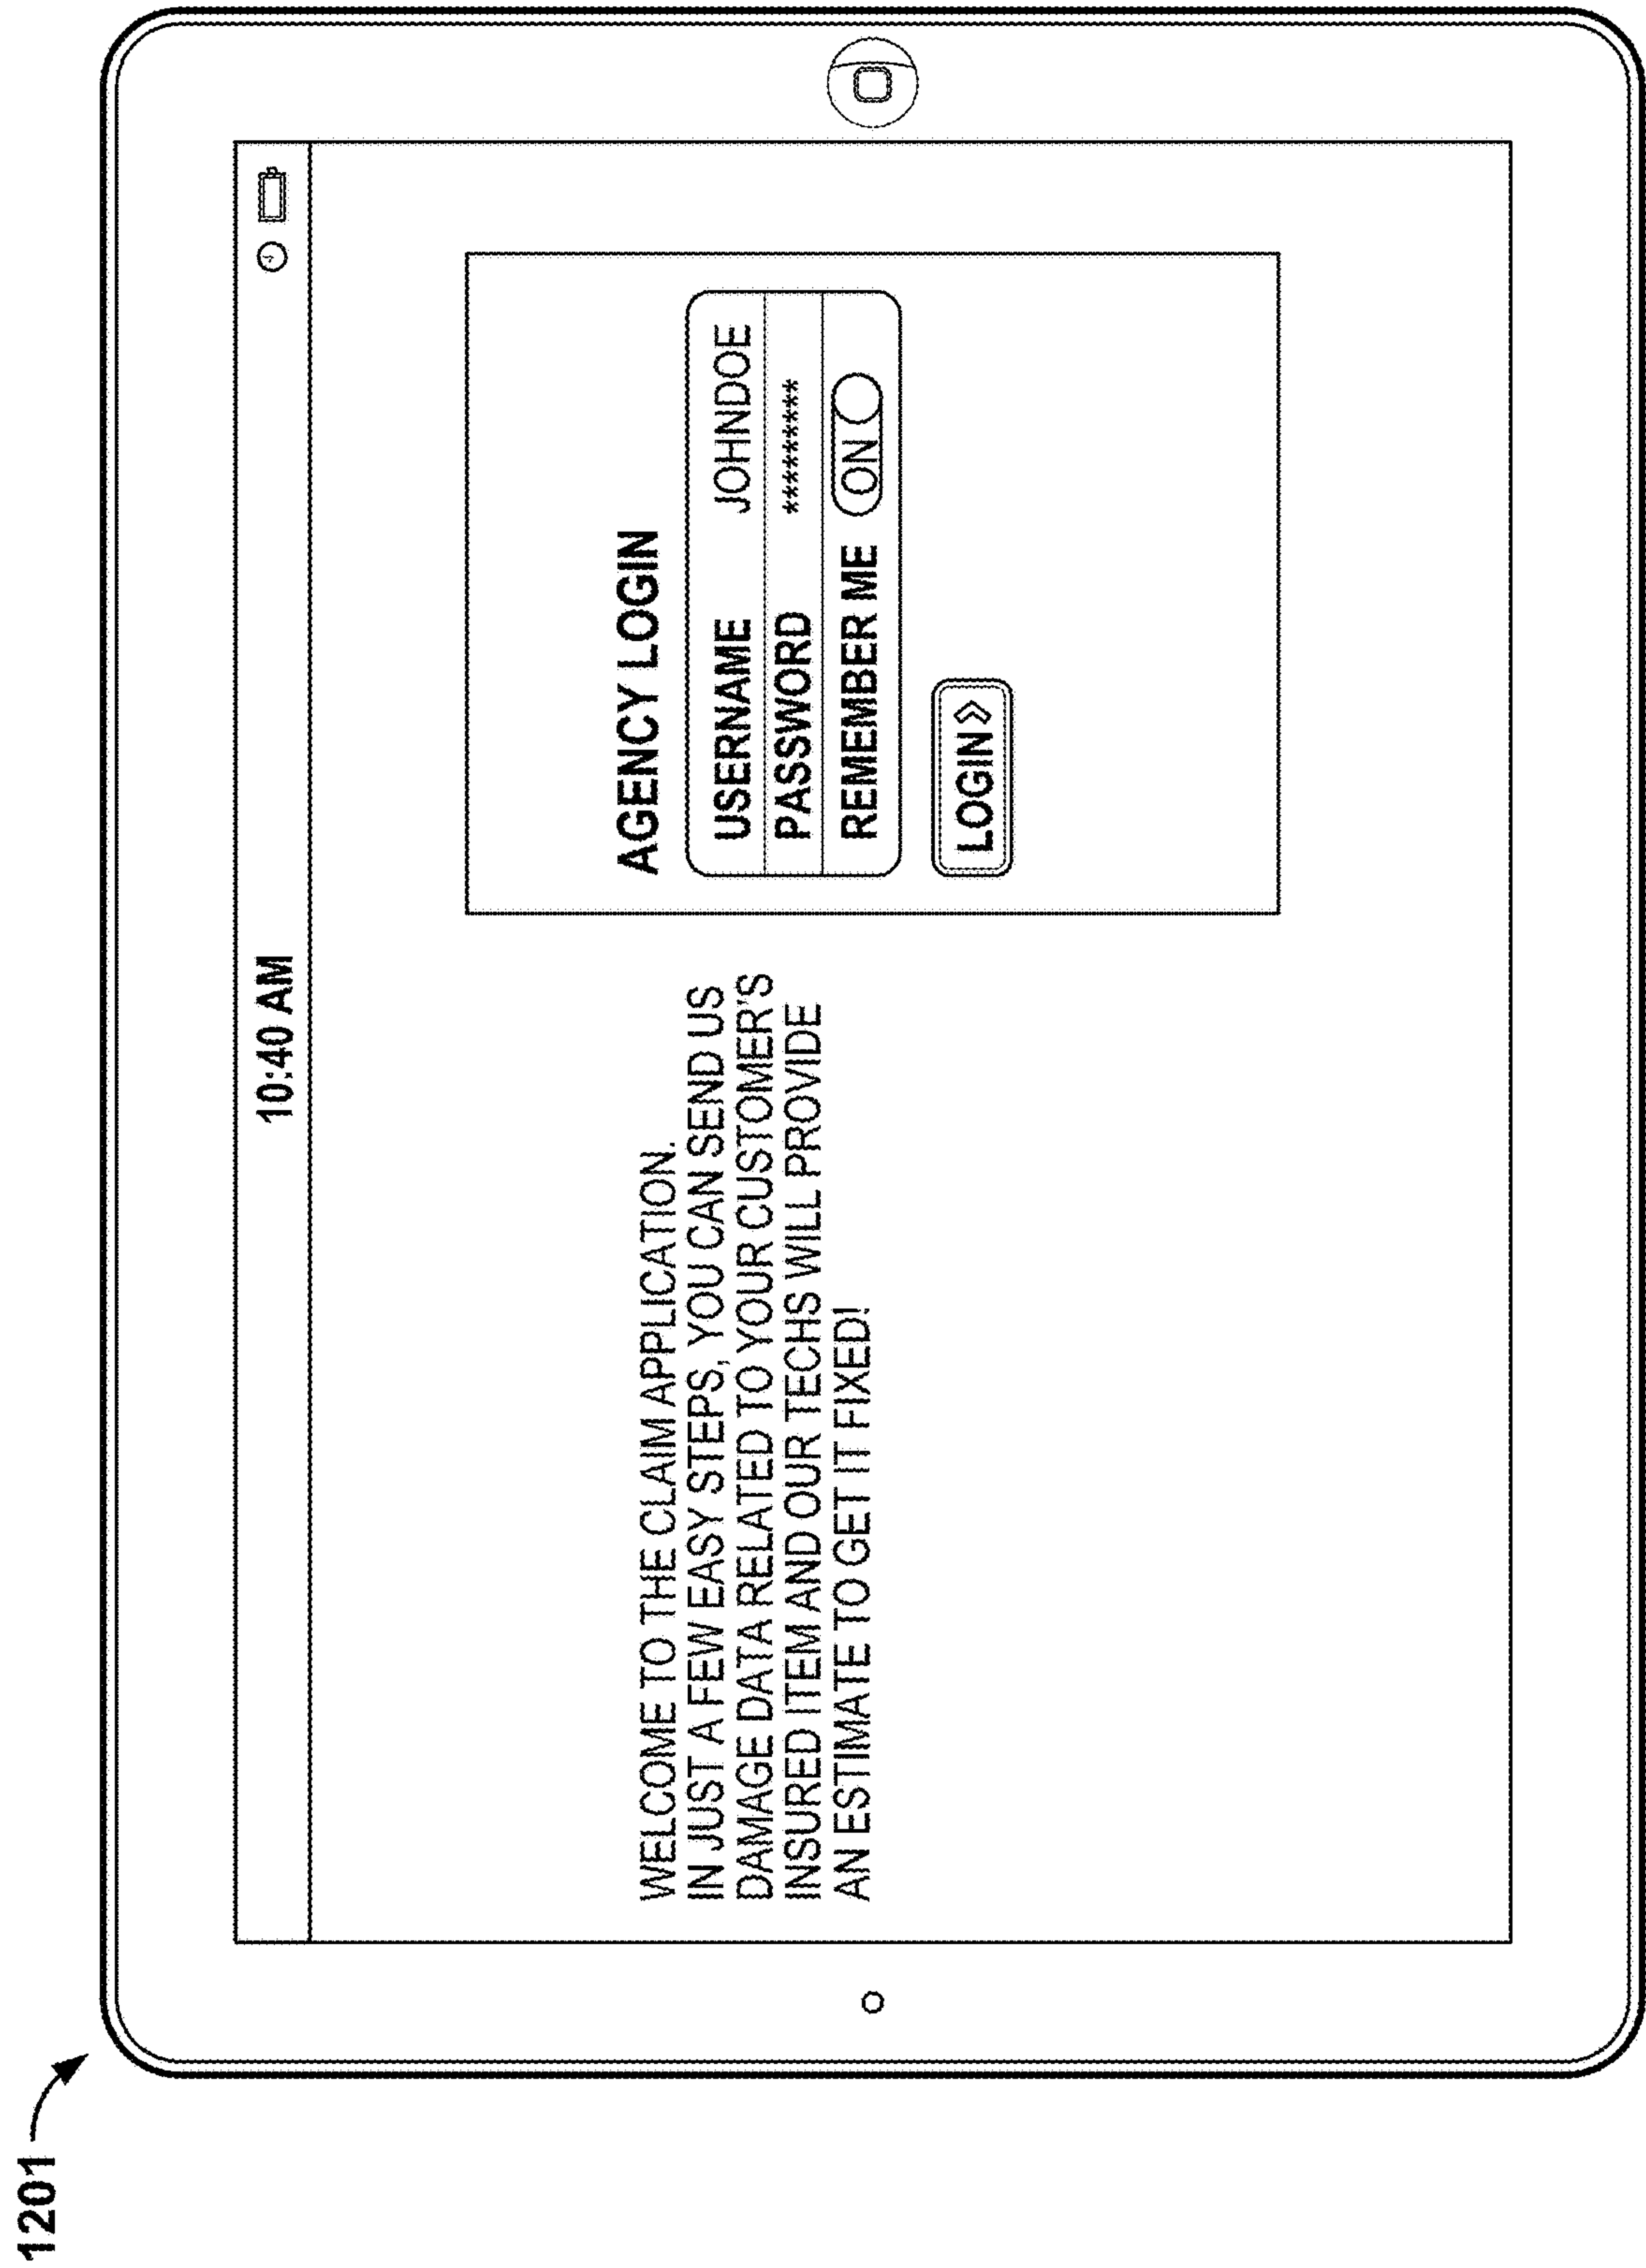 1201
10:40 AM
WELCOME TO THE CLAIM APPLICATION.
IN JUST A FEW EASY STEPS, YOU CAN SEND US
DAMAGE DATA RELATED TO YOUR CUSTOMER'S
INSURED ITEM AND OUR TECHS WILL PROVIDE
AN ESTIMATE TO GET IT FIXED!
AGENCY LOGIN
USERNAME JOHNDOE
PASSWORD ********
REMEMBER ME ON
LOGIN »